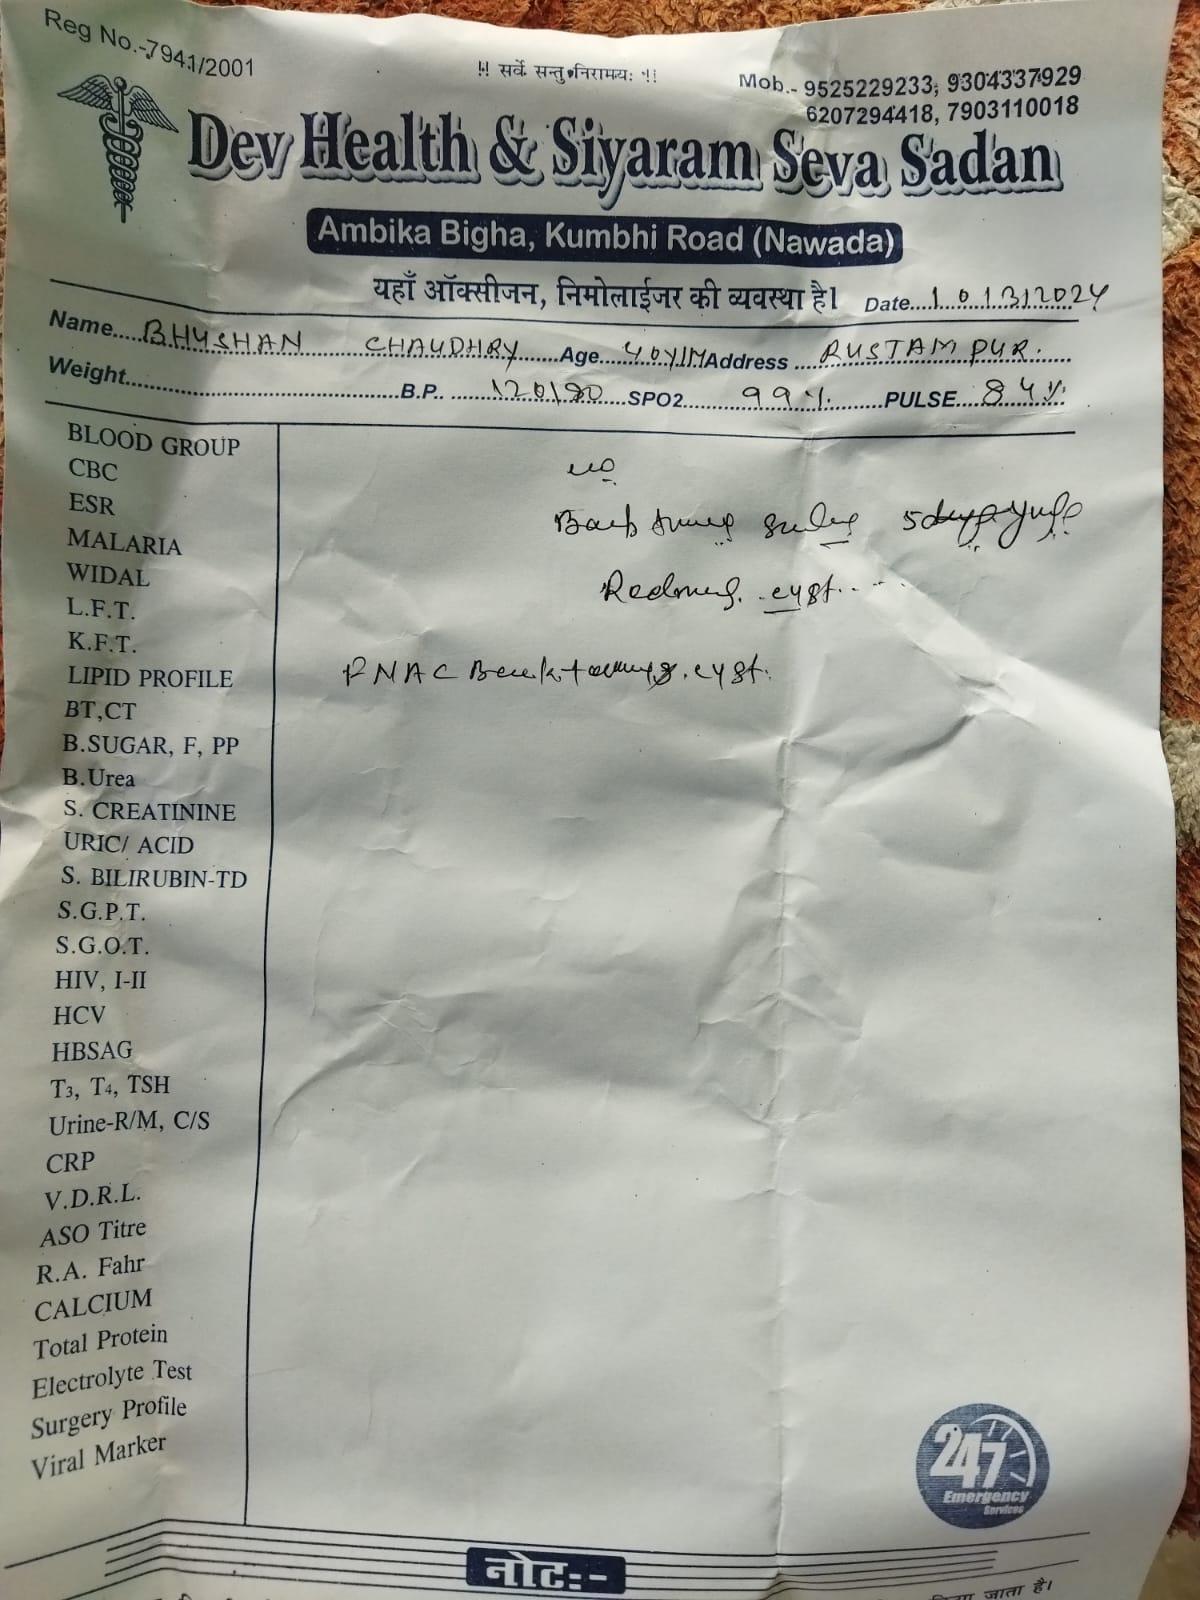 Reg No.-7941/2001
!! सर्वे सन्तु निरामयः !!
Mob.- 9525229233, 9304337929
6207294418, 7903110018
Dev Health & Siyaram Seva Sadan
Ambika Bigha, Kumbhi Road (Nawada)
यहाँ ऑक्सीजन, निमोलाईजर की व्यवस्था है। Date...10/3/2024
Name....BHUSHAN CHAUDHRY......Age...40Y/M Address ....RUSTAMPUR.
Weight..............................B.P.. .....120/80...SPO2.......99%.........PULSE...84
BLOOD GROUP
CBC
ESR
MALARIA
WIDAL
cyst.
L.F.T.
K.F.T.
LIPID PROFILE
cyst.
BT,CT
B.SUGAR, F, PP
B.Urea
S. CREATININE
URIC/ ACID
S. BILIRUBIN-TD
S.G.P.T.
S.G.O.T.
HIV, I-II
HCV
HBSAG
T3, T4, TSH
Urine-R/M, C/S
CRP
V.D.R.L.
ASO Titre
R.A. Fahr
CALCIUM
Total Protein
Electrolyte Test
Surgery Profile
Viral Marker
247
Emergency
Services
नोटः-
जाता है।